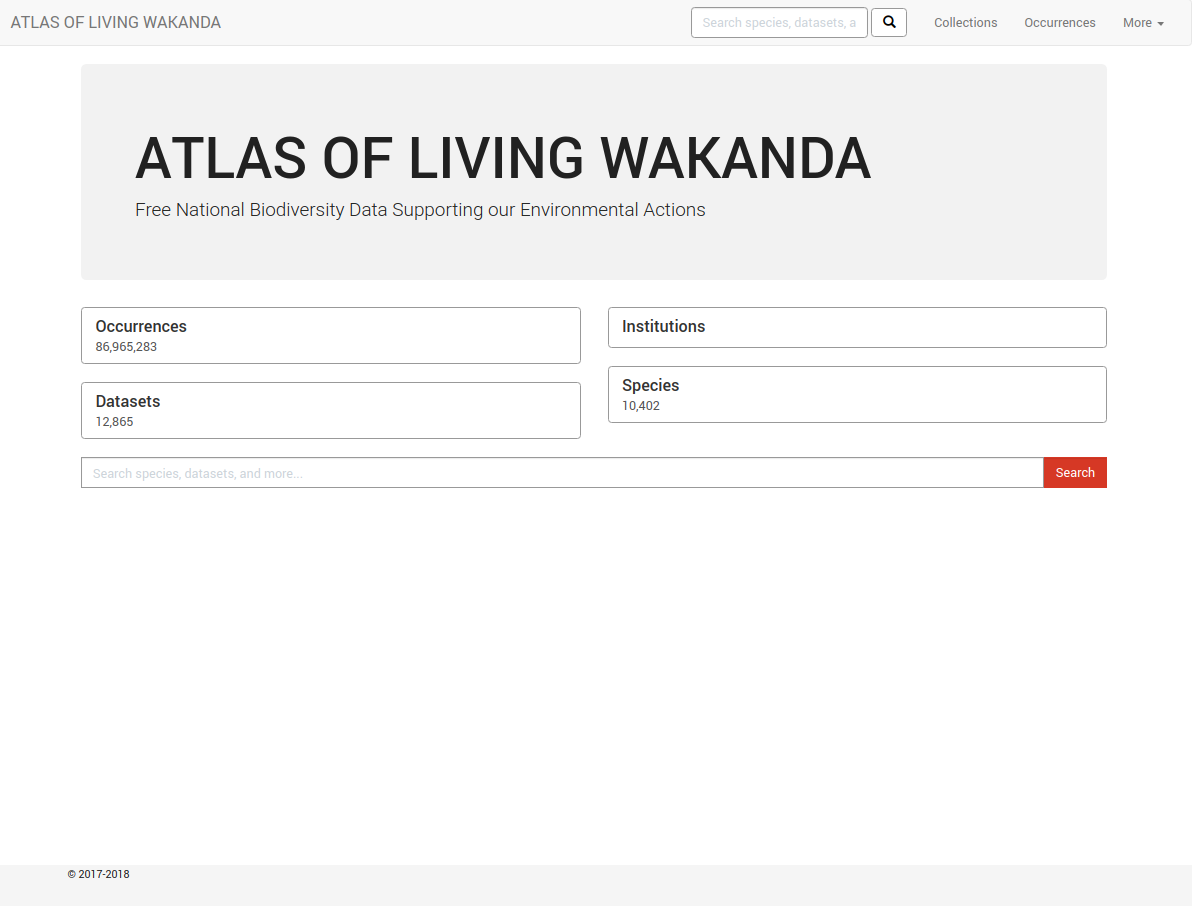 ATLAS OF LIVING WAKANDA
Search species, datasets, a
Collections
Occurrences
More
ATLAS OF LIVING WAKANDA
Free National Biodiversity Data Supporting our Environmental Actions
Occurrences
86,965,283
Institutions
Datasets
12,865
Species
10,402
Search species, datasets, and more...
Search
© 2017-2018